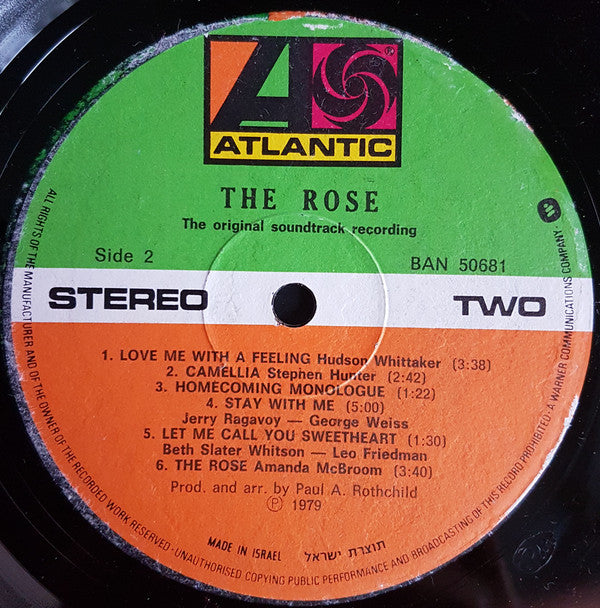 ATLANTIC
®
THE ROSE
The original soundtrack recording
Side 2
BAN 50681
STEREO
TWO
1. LOVE ME WITH A FEELING Hudson Whittaker (3:38)
2. CAMELLIA Stephen Hunter (2:42)
3. HOMECOMING MONOLOGUE (1:22)
4. STAY WITH ME (5:00)
Jerry Ragavoy — George Weiss
5. LET ME CALL YOU SWEETHEART (1:30)
Beth Slater Whitson — Leo Friedman
6. THE ROSE Amanda McBroom (3:40)
Prod. and arr. by Paul A. Rothchild
℗ 1979
MADE IN ISRAEL תוצרת ישראל
ALL RIGHTS OF THE MANUFACTURER AND OF THE OWNER OF THE RECORDED WORK RESERVED - UNAUTHORISED COPYING PUBLIC PERFORMANCE AND BROADCASTING OF THIS RECORD PROHIBITED · A WARNER COMMUNICATIONS COMPANY ·